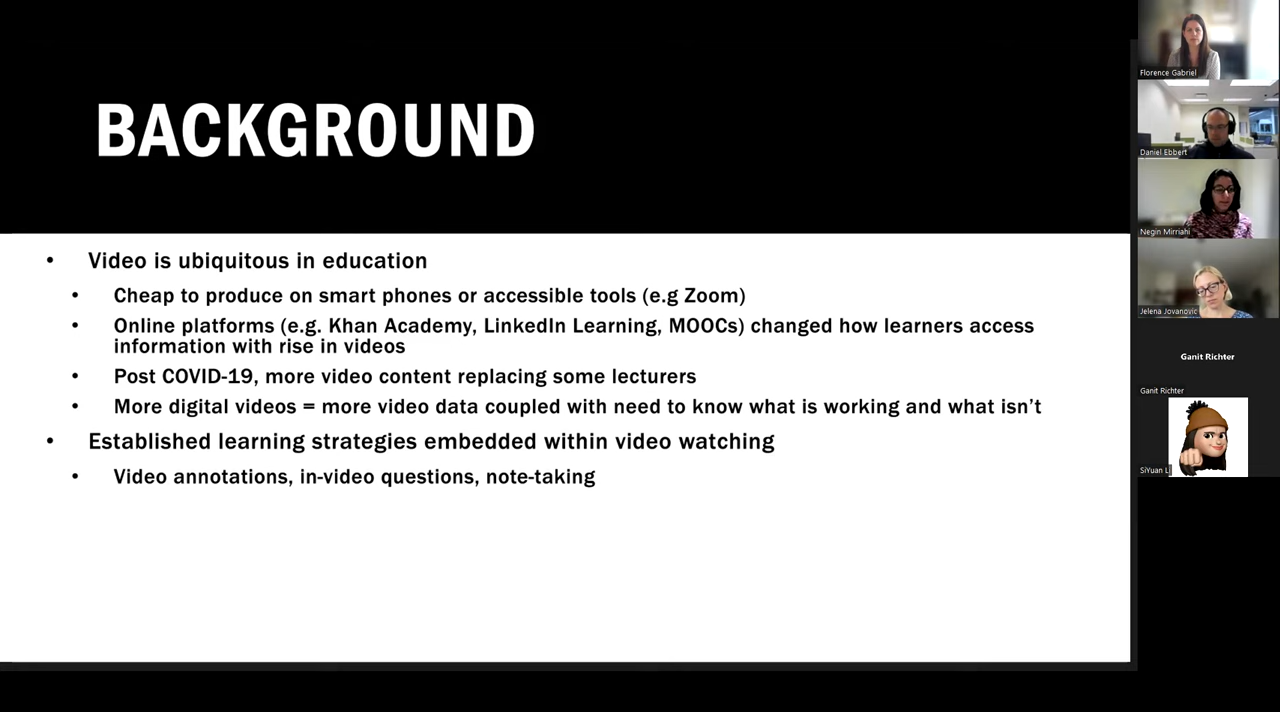 BACKGROUND
• Video is ubiquitous in education
• Cheap to produce on smart phones or accessible tools (e.g Zoom)
• Online platforms (e.g. Khan Academy, LinkedIn Learning, MOOCs) changed how learners access
information with rise in videos
• Post COVID-19, more video content replacing some lecturers
• More digital videos = more video data coupled with need to know what is working and what isn't
• Established learning strategies embedded within video watching
• Video annotations, in-video questions, note-taking
Florence Gabriel
Daniel Ebbert
Negin Mirriahi
Jelena Jovanovic
Ganit Richter
Ganit Richter
SiYuan Li